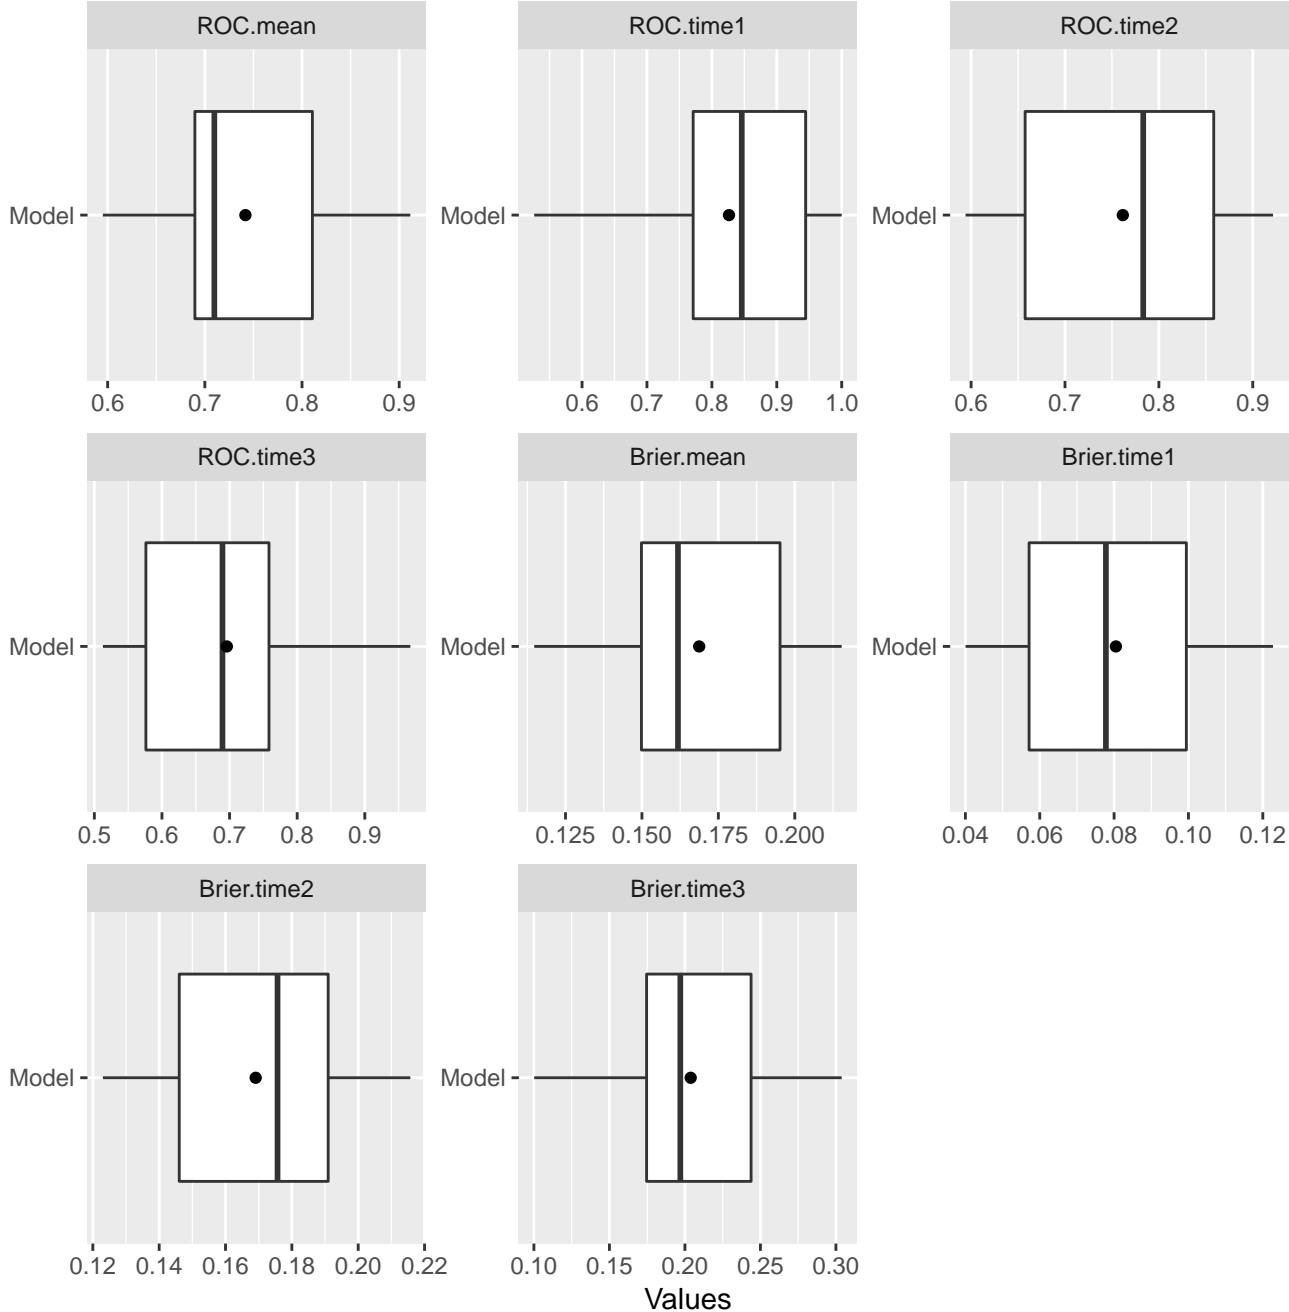 ROC.mean ROC.time1 ROC.time2
Model Model Model
0.6 0.7 0.8 0.9 0.6 0.7 0.8 0.9 1.0 0.6 0.7 0.8 0.9
ROC.time3 Brier.mean Brier.time1
Model Model Model
0.5 0.6 0.7 0.8 0.9 0.125 0.150 0.175 0.200 0.04 0.06 0.08 0.10 0.12
Brier.time2 Brier.time3
Model Model
0.12 0.14 0.16 0.18 0.20 0.22 0.10 0.15 0.20 0.25 0.30
Values